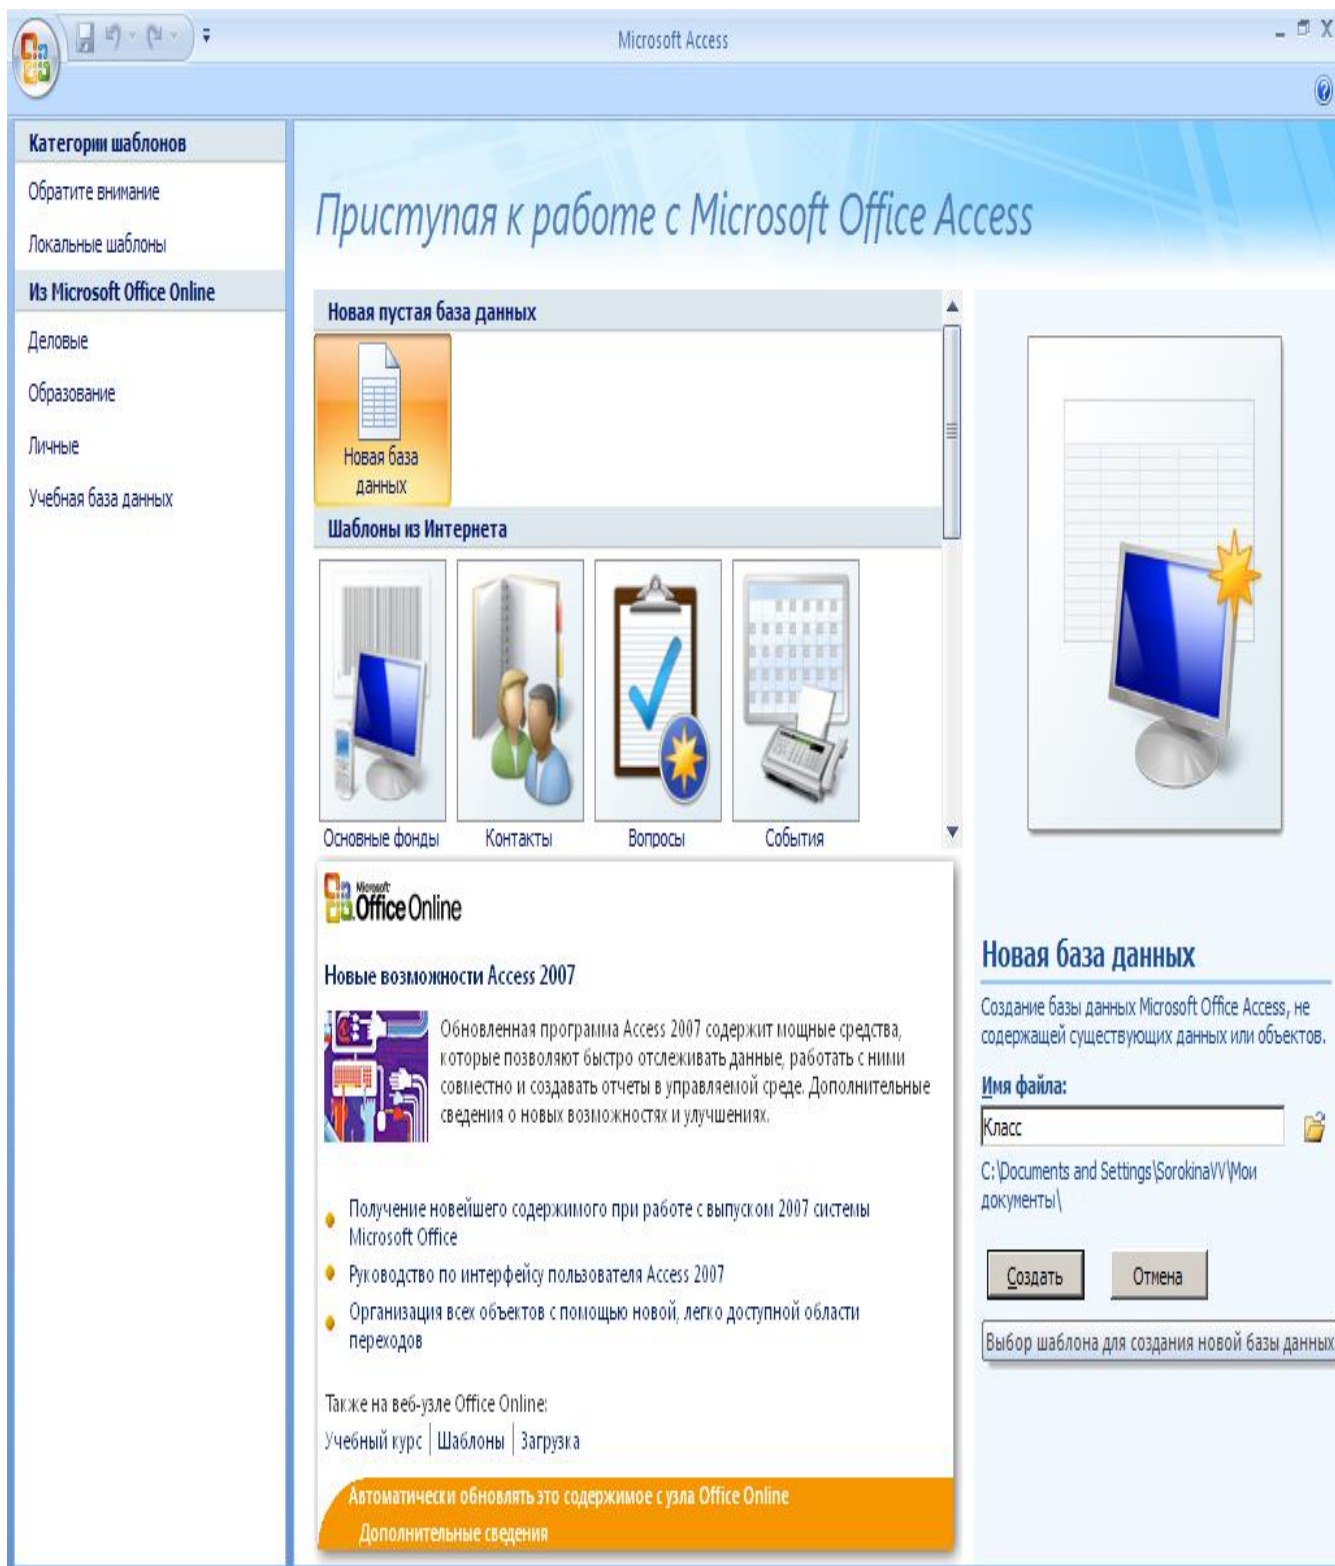 Microsoft Access
Категории шаблонов
Обратите внимание
Локальные шаблоны
Из Microsoft Office Online
Деловые
Образование
Личные
Учебная база данных
Приступая к работе с Microsoft Office Access
Новая пустая база данных
Новая база
данных
Шаблоны из Интернета
Основные фонды
Контакты
Вопросы
События
Microsoft
Office Online
Новые возможности Access 2007
Обновленная программа Access 2007 содержит мощные средства,
которые позволяют быстро отслеживать данные, работать с ними
совместно и создавать отчеты в управляемой среде. Дополнительные
сведения о новых возможностях и улучшениях.
Получение новейшего содержимого при работе с выпуском 2007 системы
Microsoft Office
Руководство по интерфейсу пользователя Access 2007
Организация всех объектов с помощью новой, легко доступной области
переходов
Также на веб-узле Office Online:
Учебный курс | Шаблоны | Загрузка
Автоматически обновлять это содержимое с узла Office Online
Дополнительные сведения
Новая база данных
Создание базы данных Microsoft Office Access, не
содержащей существующих данных или объектов.
Имя файла:
Класс
C:\Documents and Settings\SorokinaVV\Мои
документы\
Создать
Отмена
Выбор шаблона для создания новой базы данных